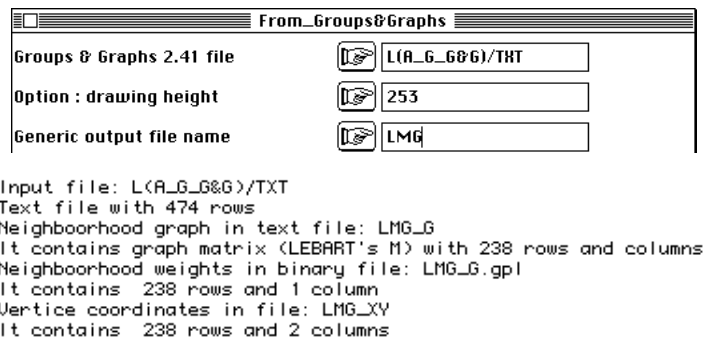 From_Groups&Graphs
Groups & Graphs 2.41 file L(A_G_G&G)/TXT
Option : drawing height 253
Generic output file name LMG
Input file: L(A_G_G&G)/TXT
Text file with 474 rows
Neighboorhood graph in text file: LMG_G
It contains graph matrix (LEBART's M) with 238 rows and columns
Neighboorhood weights in binary file: LMG_G.gpl
It contains  238 rows and 1 column
Vertice coordinates in file: LMG_XY
It contains  238 rows and 2 columns